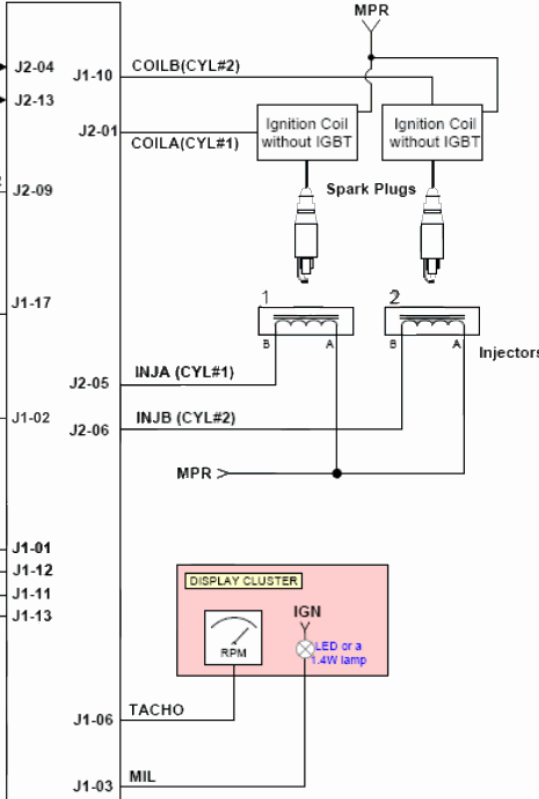 MPR
J2-04
J1-10
COILB(CYL#2)
J2-13
J2-01
COILA(CYL#1)
Ignition Coil
without IGBT
Ignition Coil
without IGBT
J2-09
Spark Plugs
1
2
J1-17
B
A
B
A
Injectors
J2-05
INJA (CYL#1)
J1-02
J2-06
INJB (CYL#2)
MPR
J1-01
J1-12
J1-11
J1-13
DISPLAY CLUSTER
IGN
RPM
LED or a
1.4W lamp
J1-06
TACHO
J1-03
MIL